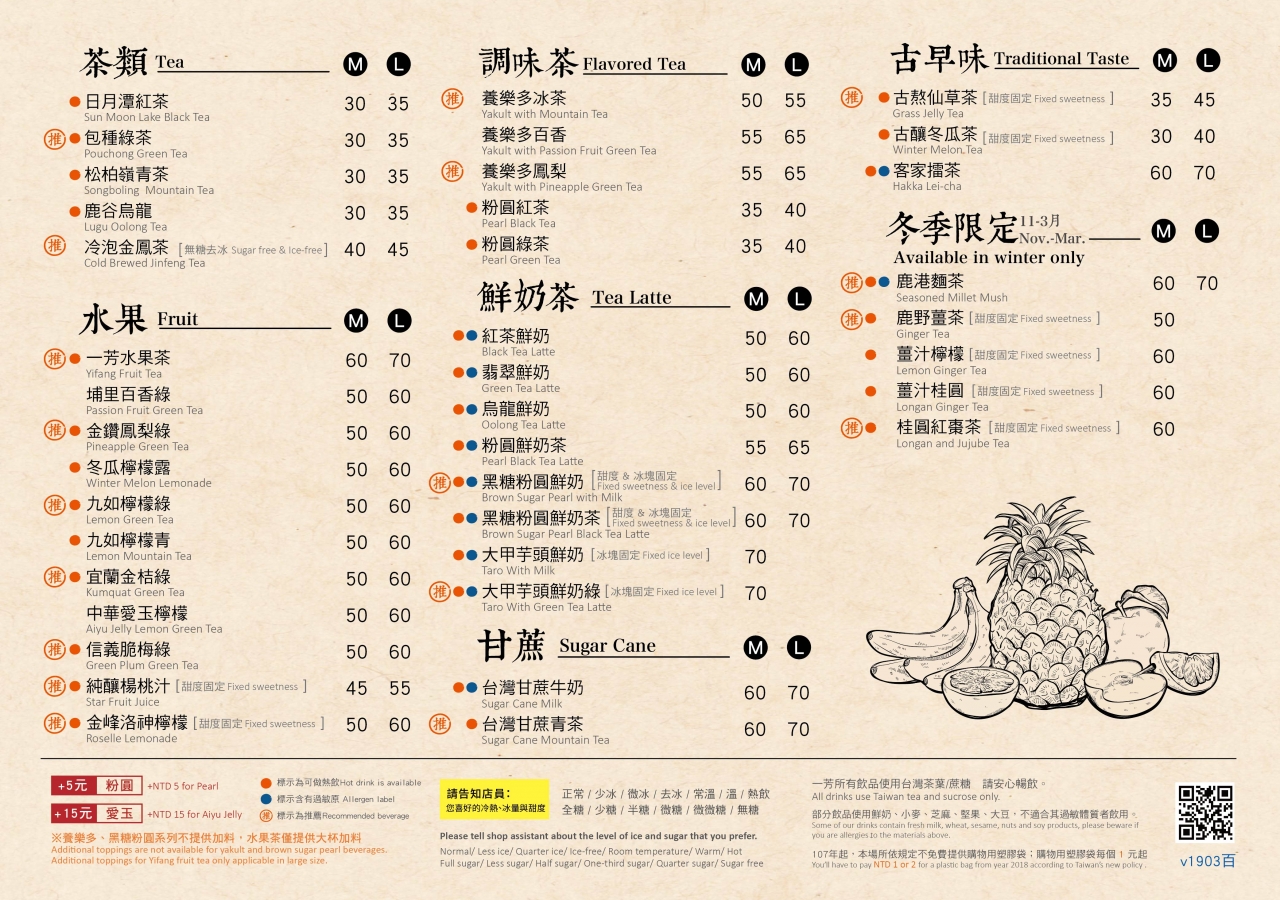 茶類 Tea M L
日月潭紅茶 30 35
Sun Moon Lake Black Tea
推 包種綠茶 30 35
Pouchong Green Tea
松柏嶺青茶 30 35
Songboling Mountain Tea
鹿谷烏龍 30 35
Lugu Oolong Tea
推 冷泡金鳳茶 [無糖去冰 Sugar free & Ice-free] 40 45
Cold Brewed Jinfeng Tea
水果 Fruit M L
推 一芳水果茶 60 70
Yifang Fruit Tea
埔里百香綠 50 60
Passion Fruit Green Tea
推 金鑽鳳梨綠 50 60
Pineapple Green Tea
冬瓜檸檬露 50 60
Winter Melon Lemonade
推 九如檸檬綠 50 60
Lemon Green Tea
九如檸檬青 50 60
Lemon Mountain Tea
推 宜蘭金桔綠 50 60
Kumquat Green Tea
中華愛玉檸檬 50 60
Aiyu Jelly Lemon Green Tea
推 信義脆梅綠 50 60
Green Plum Green Tea
推 純釀楊桃汁 [甜度固定 Fixed sweetness] 45 55
Star Fruit Juice
推 金峰洛神檸檬 [甜度固定 Fixed sweetness] 50 60
Roselle Lemonade
調味茶 Flavored Tea M L
推 養樂多冰茶 50 55
Yakult with Mountain Tea
養樂多百香 55 65
Yakult with Passion Fruit Green Tea
推 養樂多鳳梨 55 65
Yakult with Pineapple Green Tea
粉圓紅茶 35 40
Pearl Black Tea
粉圓綠茶 35 40
Pearl Green Tea
鮮奶茶 Tea Latte M L
紅茶鮮奶 50 60
Black Tea Latte
翡翠鮮奶 50 60
Green Tea Latte
烏龍鮮奶 50 60
Oolong Tea Latte
粉圓鮮奶茶 55 65
Pearl Black Tea Latte
推 黑糖粉圓鮮奶 [甜度 & 冰塊固定 Fixed sweetness & ice level] 60 70
Brown Sugar Pearl with Milk
黑糖粉圓鮮奶茶 [甜度 & 冰塊固定 Fixed sweetness & ice level] 60 70
Brown Sugar Pearl Black Tea Latte
大甲芋頭鮮奶 [冰塊固定 Fixed ice level] 70
Taro With Milk
推 大甲芋頭鮮奶綠 [冰塊固定 Fixed ice level] 70
Taro With Green Tea Latte
甘蔗 Sugar Cane M L
台灣甘蔗牛奶 60 70
Sugar Cane Milk
推 台灣甘蔗青茶 60 70
Sugar Cane Mountain Tea
古早味 Traditional Taste M L
推 古熬仙草茶 [甜度固定 Fixed sweetness] 35 45
Grass Jelly Tea
古釀冬瓜茶 [甜度固定 Fixed sweetness] 30 40
Winter Melon Tea
客家擂茶 60 70
Hakka Lei-cha
冬季限定 11-3月 Nov.-Mar. M L
Available in winter only
推 鹿港麵茶 60 70
Seasoned Millet Mush
推 鹿野薑茶 [甜度固定 Fixed sweetness] 50
Ginger Tea
薑汁檸檬 [甜度固定 Fixed sweetness] 60
Lemon Ginger Tea
薑汁桂圓 [甜度固定 Fixed sweetness] 60
Longan Ginger Tea
推 桂圓紅棗茶 [甜度固定 Fixed sweetness] 60
Longan and Jujube Tea
+5元 粉圓 +NTD 5 for Pearl
+15元 愛玉 +NTD 15 for Aiyu Jelly
※養樂多、黑糖粉圓系列不提供加料，水果茶僅提供大杯加料
Additional toppings are not available for yakult and brown sugar pearl beverages.
Additional toppings for Yifang fruit tea only applicable in large size.
標示為可做熱飲Hot drink is available
標示含有過敏原 Allergen label
推 標示為推薦Recommended beverage
請告知店員：
您喜好的冷熱、冰量與甜度
正常 / 少冰 / 微冰 / 去冰 / 常溫 / 溫 / 熱飲
全糖 / 少糖 / 半糖 / 微糖 / 微微糖 / 無糖
Please tell shop assistant about the level of ice and sugar that you prefer.
Normal/ Less ice/ Quarter ice/ Ice-free/ Room temperature/ Warm/ Hot
Full sugar/ Less sugar/ Half sugar/ One-third sugar/ Quarter sugar/ Sugar free
一芳所有飲品使用台灣茶葉/蔗糖 請安心暢飲。
All drinks use Taiwan tea and sucrose only.
部分飲品使用鮮奶、小麥、芝麻、堅果、大豆，不適合其過敏體質者飲用。
Some of our drinks contain fresh milk, wheat, sesame, nuts and soy products, please beware if
you are allergies to the materials above.
107年起，本場所依規定不免費提供購物用塑膠袋；購物用塑膠袋每個 1 元起
You'll have to pay NTD 1 or 2 for a plastic bag from year 2018 according to Taiwan's new policy.
v1903百